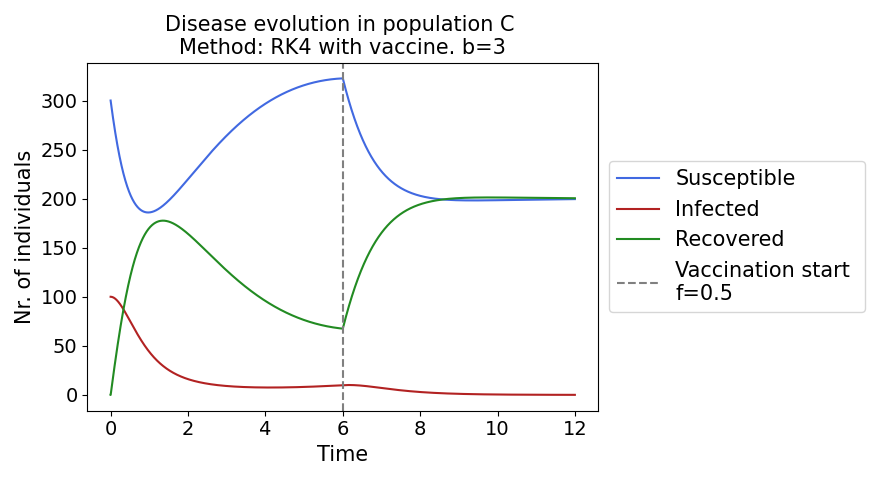 Disease evolution in population C
Method: RK4 with vaccine. b=3
Nr. of individuals
300
250
200
150
100
50
0
0 2 4 6 8 10 12
Time
Susceptible
Infected
Recovered
Vaccination start
f=0.5